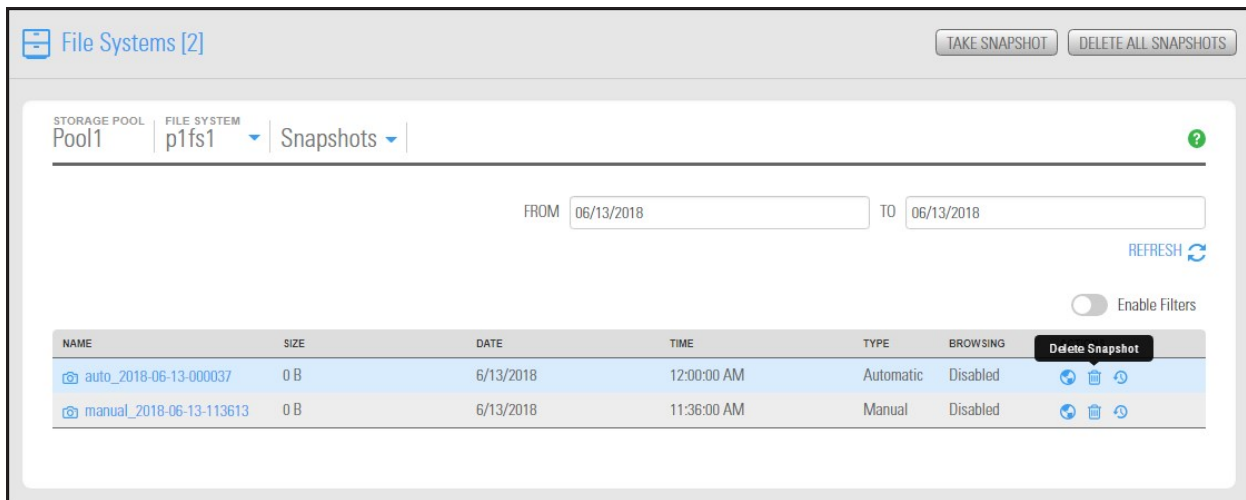 File Systems [2] TAKE SNAPSHOT DELETE ALL SNAPSHOTS
STORAGE POOL FILE SYSTEM
Pool1 p1fs1 Snapshots
?
FROM 06/13/2018 TO 06/13/2018
REFRESH
Enable Filters
NAME SIZE DATE TIME TYPE BROWSING
Delete Snapshot
auto_2018-06-13-000037 0 B 6/13/2018 12:00:00 AM Automatic Disabled
manual_2018-06-13-113613 0 B 6/13/2018 11:36:00 AM Manual Disabled